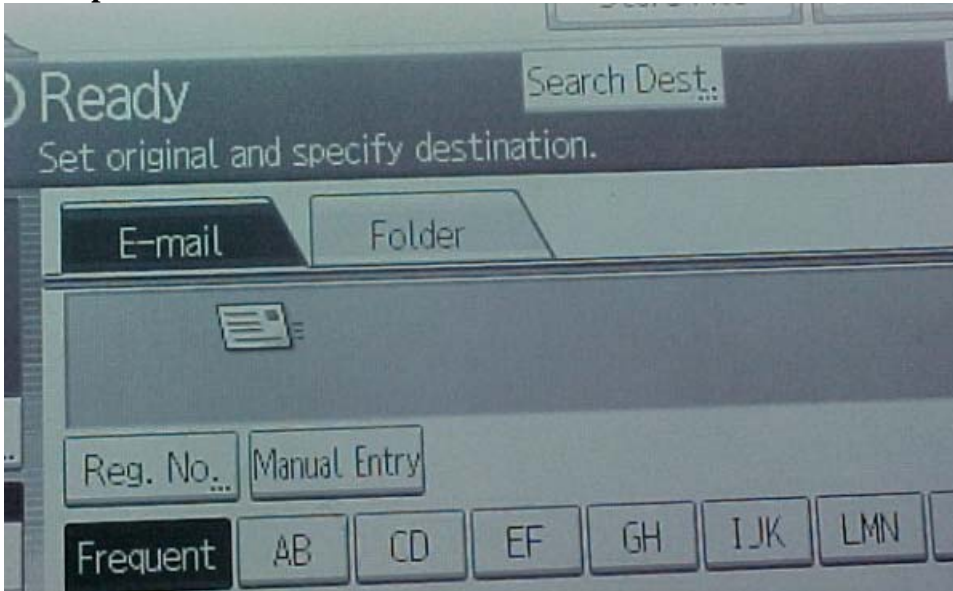 Ready
Search Dest.
Set original and specify destination.
E-mail
Folder
Reg. No.
Manual Entry
Frequent
AB
CD
EF
GH
IJK
LMN